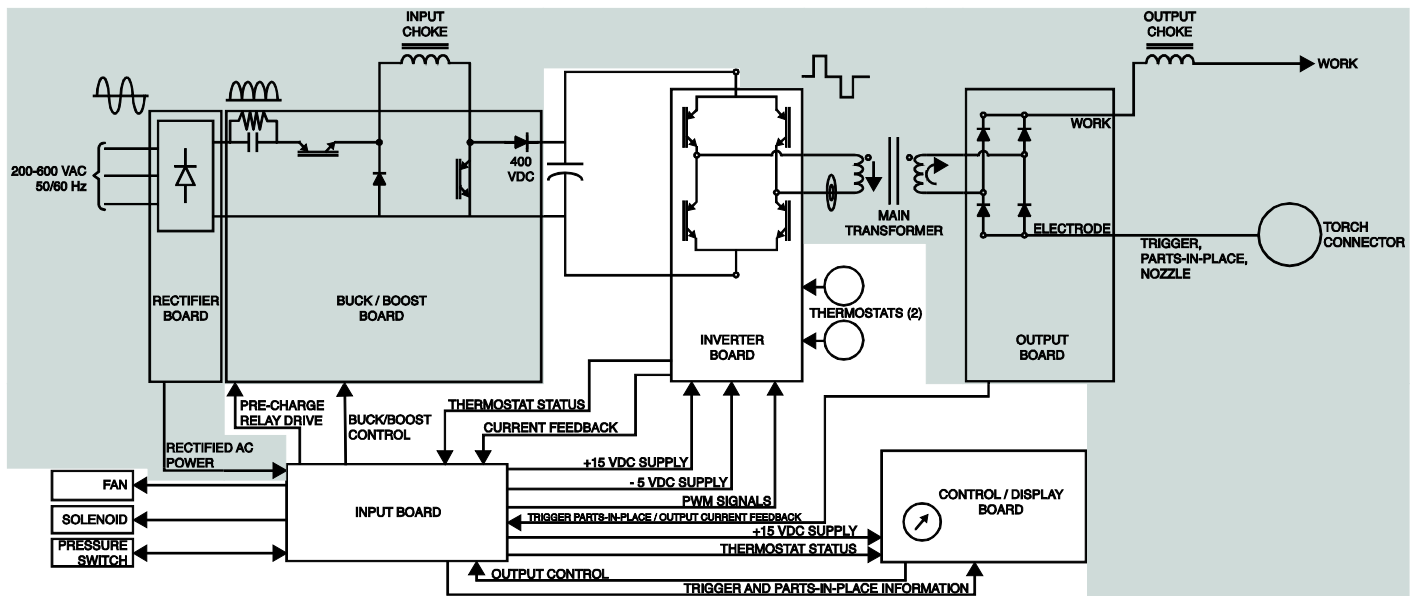 INPUT
CHOKE
OUTPUT
CHOKE
WORK
WORK
200-600 VAC
50/60 Hz
400
VDC
MAIN
TRANSFORMER
ELECTRODE
TORCH
CONNECTOR
TRIGGER,
PARTS-IN-PLACE,
NOZZLE
RECTIFIER
BOARD
BUCK / BOOST
BOARD
THERMOSTATS (2)
INVERTER
BOARD
OUTPUT
BOARD
PRE-CHARGE
RELAY DRIVE
BUCK/BOOST
CONTROL
THERMOSTAT STATUS
CURRENT FEEDBACK
RECTIFIED AC
POWER
+15 VDC SUPPLY
- 5 VDC SUPPLY
PWM SIGNALS
FAN
SOLENOID
PRESSURE
SWITCH
INPUT BOARD
TRIGGER PARTS-IN-PLACE / OUTPUT CURRENT FEEDBACK
+15 VDC SUPPLY
THERMOSTAT STATUS
CONTROL / DISPLAY
BOARD
OUTPUT CONTROL
TRIGGER AND PARTS-IN-PLACE INFORMATION